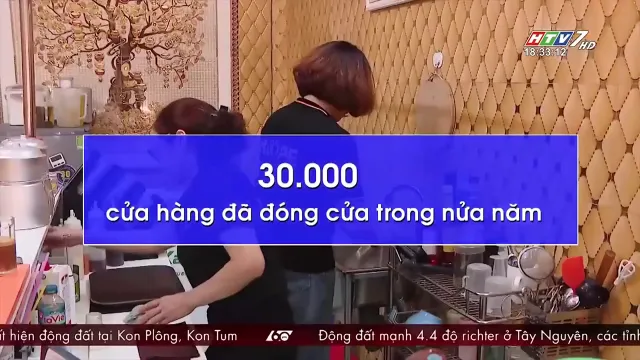 HTV7 HD
18:33:12
30.000
cửa hàng đã đóng cửa trong nửa năm
hiện động đất tại Kon Plông, Kon Tum
60
Động đất mạnh 4.4 độ richter ở Tây Nguyên, các